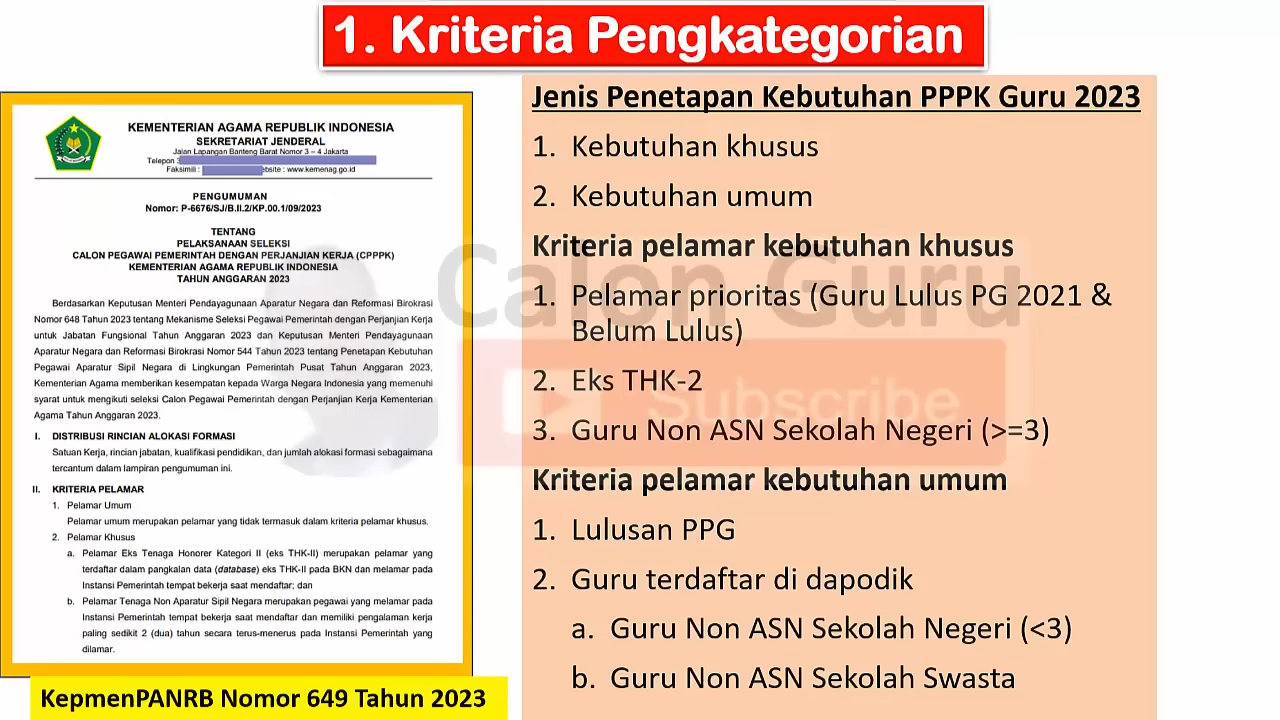 1. Kriteria Pengkategorian
KEMENTERIAN AGAMA REPUBLIK INDONESIA
SEKRETARIAT JENDERAL
Jalan Lapangan Banteng Barat Nomor 3 – 4 Jakarta
Telepon
Faksimili : website : www.kemenag.go.id
PENGUMUMAN
Nomor: P-6676/SJ/B.II.2/KP.00.1/09/2023
TENTANG
PELAKSANAAN SELEKSI
CALON PEGAWAI PEMERINTAH DENGAN PERJANJIAN KERJA (CPPPK)
KEMENTERIAN AGAMA REPUBLIK INDONESIA
TAHUN ANGGARAN 2023
Berdasarkan Keputusan Menteri Pendayagunaan Aparatur Negara dan Reformasi Birokrasi
Nomor 648 Tahun 2023 tentang Mekanisme Seleksi Pegawai Pemerintah dengan Perjanjian Kerja
untuk Jabatan Fungsional Tahun Anggaran 2023 dan Keputusan Menteri Pendayagunaan
Aparatur Negara dan Reformasi Birokrasi Nomor 544 Tahun 2023 tentang Penetapan Kebutuhan
Pegawai Aparatur Sipil Negara di Lingkungan Pemerintah Pusat Tahun Anggaran 2023,
Kementerian Agama memberikan kesempatan kepada Warga Negara Indonesia yang memenuhi
syarat untuk mengikuti seleksi Calon Pegawai Pemerintah dengan Perjanjian Kerja Kementerian
Agama Tahun Anggaran 2023.
I. DISTRIBUSI RINCIAN ALOKASI FORMASI
Satuan Kerja, rincian jabatan, kualifikasi pendidikan, dan jumlah alokasi formasi sebagaimana
tercantum dalam lampiran pengumuman ini.
II. KRITERIA PELAMAR
1. Pelamar Umum
Pelamar umum merupakan pelamar yang tidak termasuk dalam kriteria pelamar khusus.
2. Pelamar Khusus
a. Pelamar Eks Tenaga Honorer Kategori II (eks THK-II) merupakan pelamar yang
terdaftar dalam pangkalan data (database) eks THK-II pada BKN dan melamar pada
Instansi Pemerintah tempat bekerja saat mendaftar; dan
b. Pelamar Tenaga Non Aparatur Sipil Negara merupakan pegawai yang melamar pada
Instansi Pemerintah tempat bekerja saat mendaftar dan memiliki pengalaman kerja
paling sedikit 2 (dua) tahun secara terus-menerus pada Instansi Pemerintah yang
dilamar.
KepmenPANRB Nomor 649 Tahun 2023
Jenis Penetapan Kebutuhan PPPK Guru 2023
1. Kebutuhan khusus
2. Kebutuhan umum
Kriteria pelamar kebutuhan khusus
1. Pelamar prioritas (Guru Lulus PG 2021 &
Belum Lulus)
2. Eks THK-2
3. Guru Non ASN Sekolah Negeri (>=3)
Kriteria pelamar kebutuhan umum
1. Lulusan PPG
2. Guru terdaftar di dapodik
a. Guru Non ASN Sekolah Negeri (<3)
b. Guru Non ASN Sekolah Swasta
Calon Guru
Subscribe